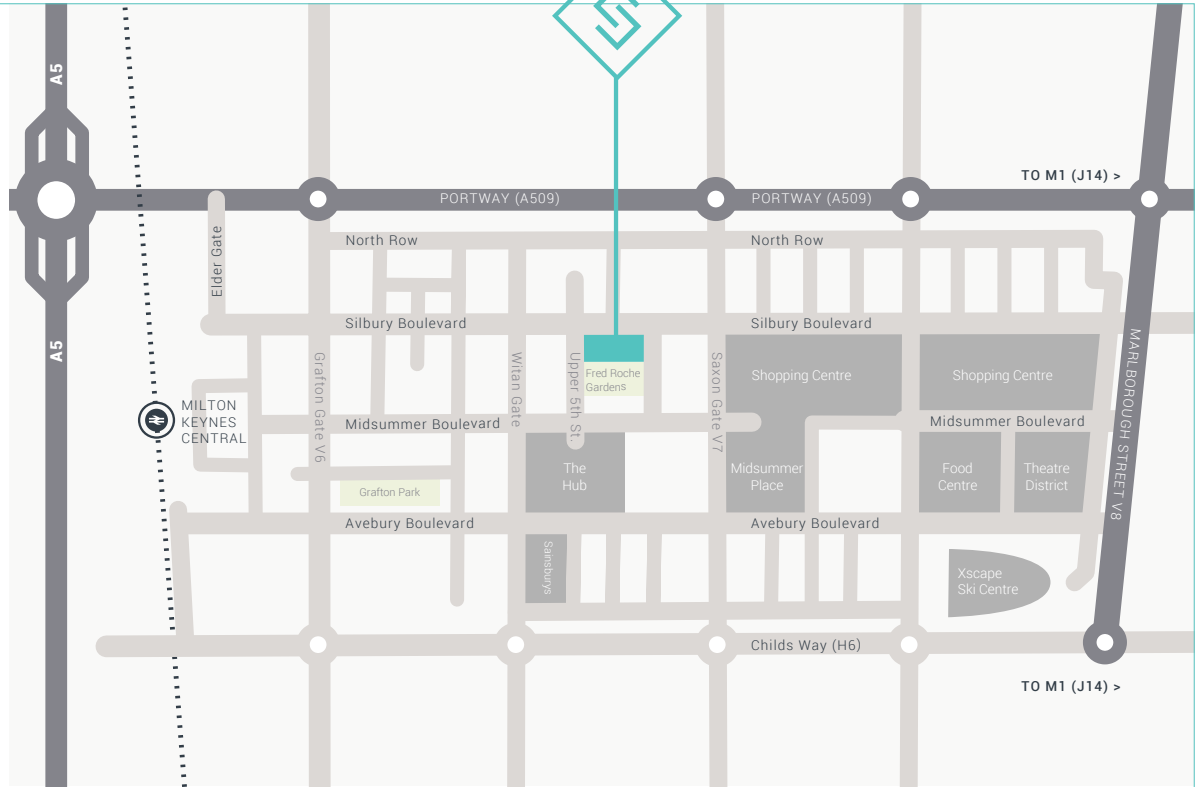 A5
TO M1 (J14) >
PORTWAY (A509)
PORTWAY (A509)
Elder Gate
North Row
North Row
Silbury Boulevard
Silbury Boulevard
A5
Grafton Gate V6
Witan Gate
Upper 5th St.
Fred Roche
Gardens
Saxon Gate V7
Shopping Centre
Shopping Centre
MARLBOROUGH STREET V8
MILTON
KEYNES
CENTRAL
Midsummer Boulevard
Midsummer Boulevard
The
Hub
Midsummer
Place
Food
Centre
Theatre
District
Grafton Park
Avebury Boulevard
Avebury Boulevard
Sainsburys
Xscape
Ski Centre
Childs Way (H6)
TO M1 (J14) >